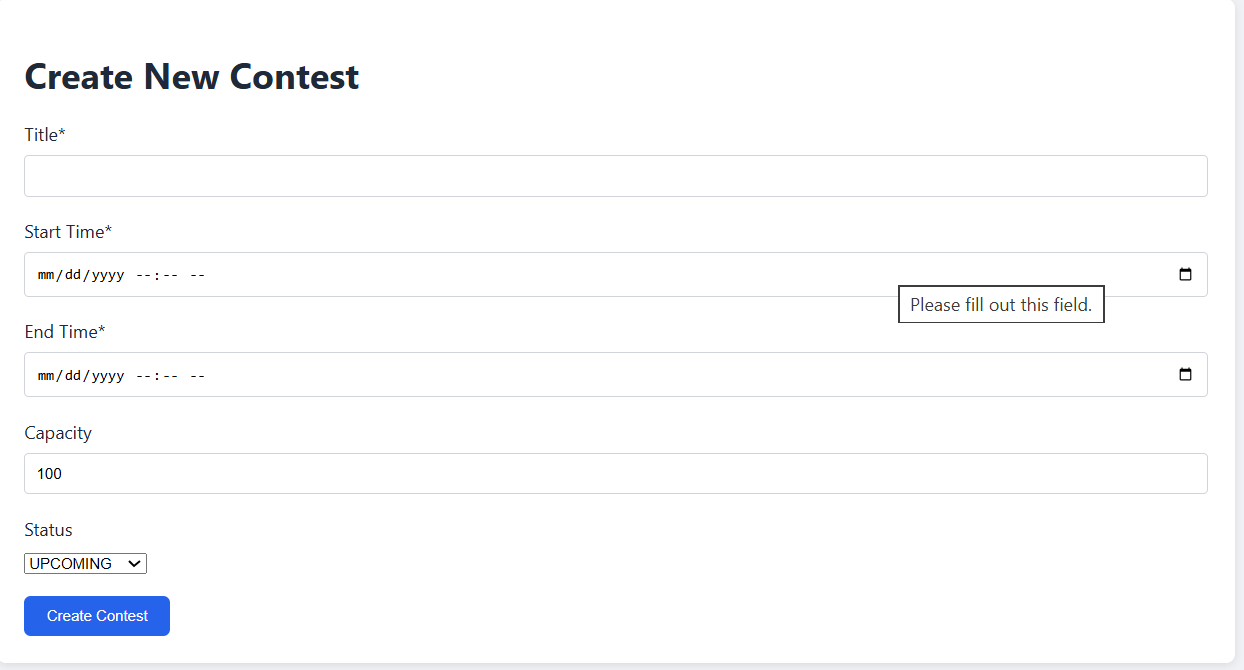 Create New Contest
Title*
Start Time*
mm/dd/yyyy --:-- --
Please fill out this field.
End Time*
mm/dd/yyyy --:-- --
Capacity
100
Status
UPCOMING
Create Contest